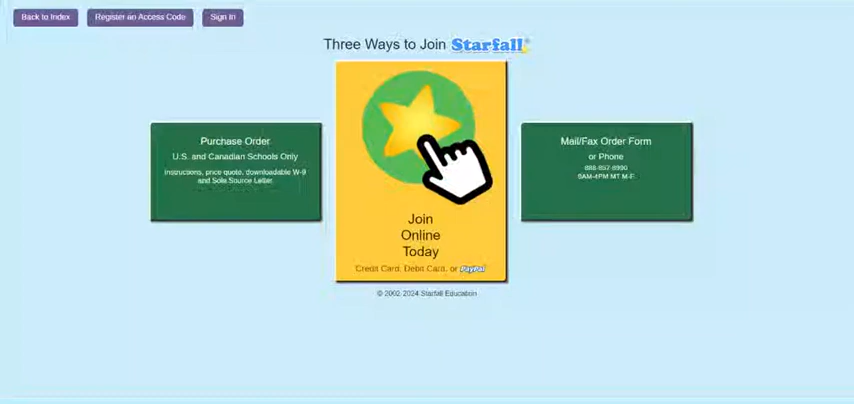 Back to Index
Register an Access Code
Sign In
Three Ways to Join Starfall
Purchase Order
U.S. and Canadian Schools Only
Instructions, price quote, downloadable W-9
and Sole Source Letter
Join
Online
Today
Credit Card, Debit Card, or PayPal
Mail/Fax Order Form
or Phone
888-857-8990
9AM-4PM MT M-F
© 2002-2024 Starfall Education